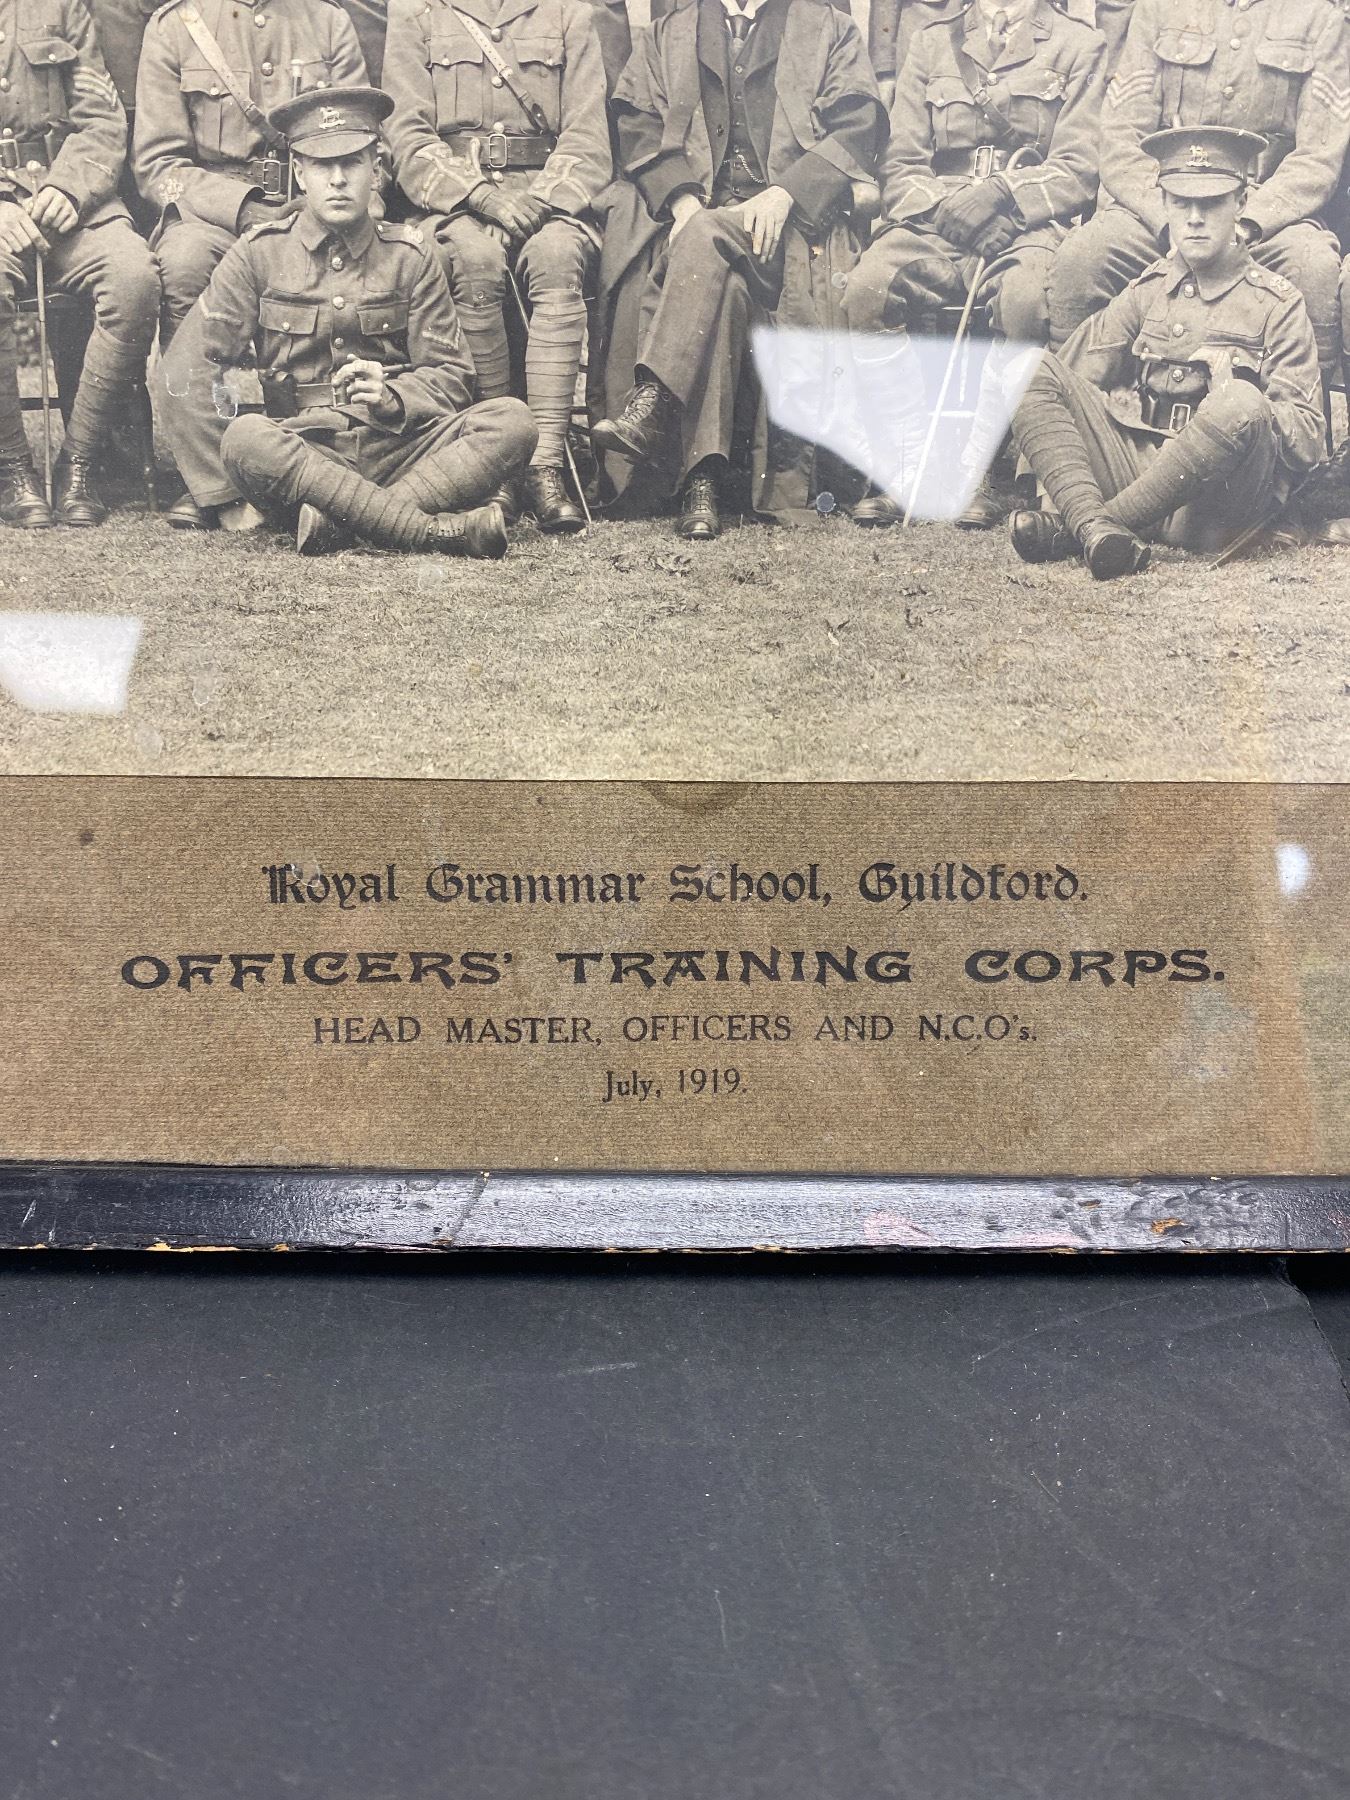 Royal Grammar School, Guildford.
OFFICERS' TRAINING CORPS.
HEAD MASTER, OFFICERS AND N.C.O's.
July, 1919.